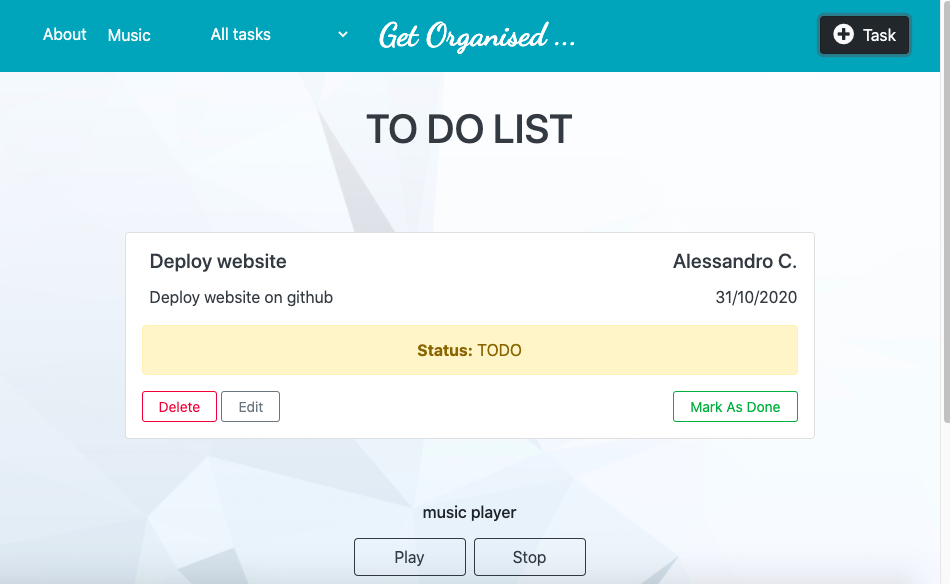 About Music All tasks Get Organised ... Task
TO DO LIST
Deploy website Alessandro C.
Deploy website on github 31/10/2020
Status: TODO
Delete Edit Mark As Done
music player
Play Stop